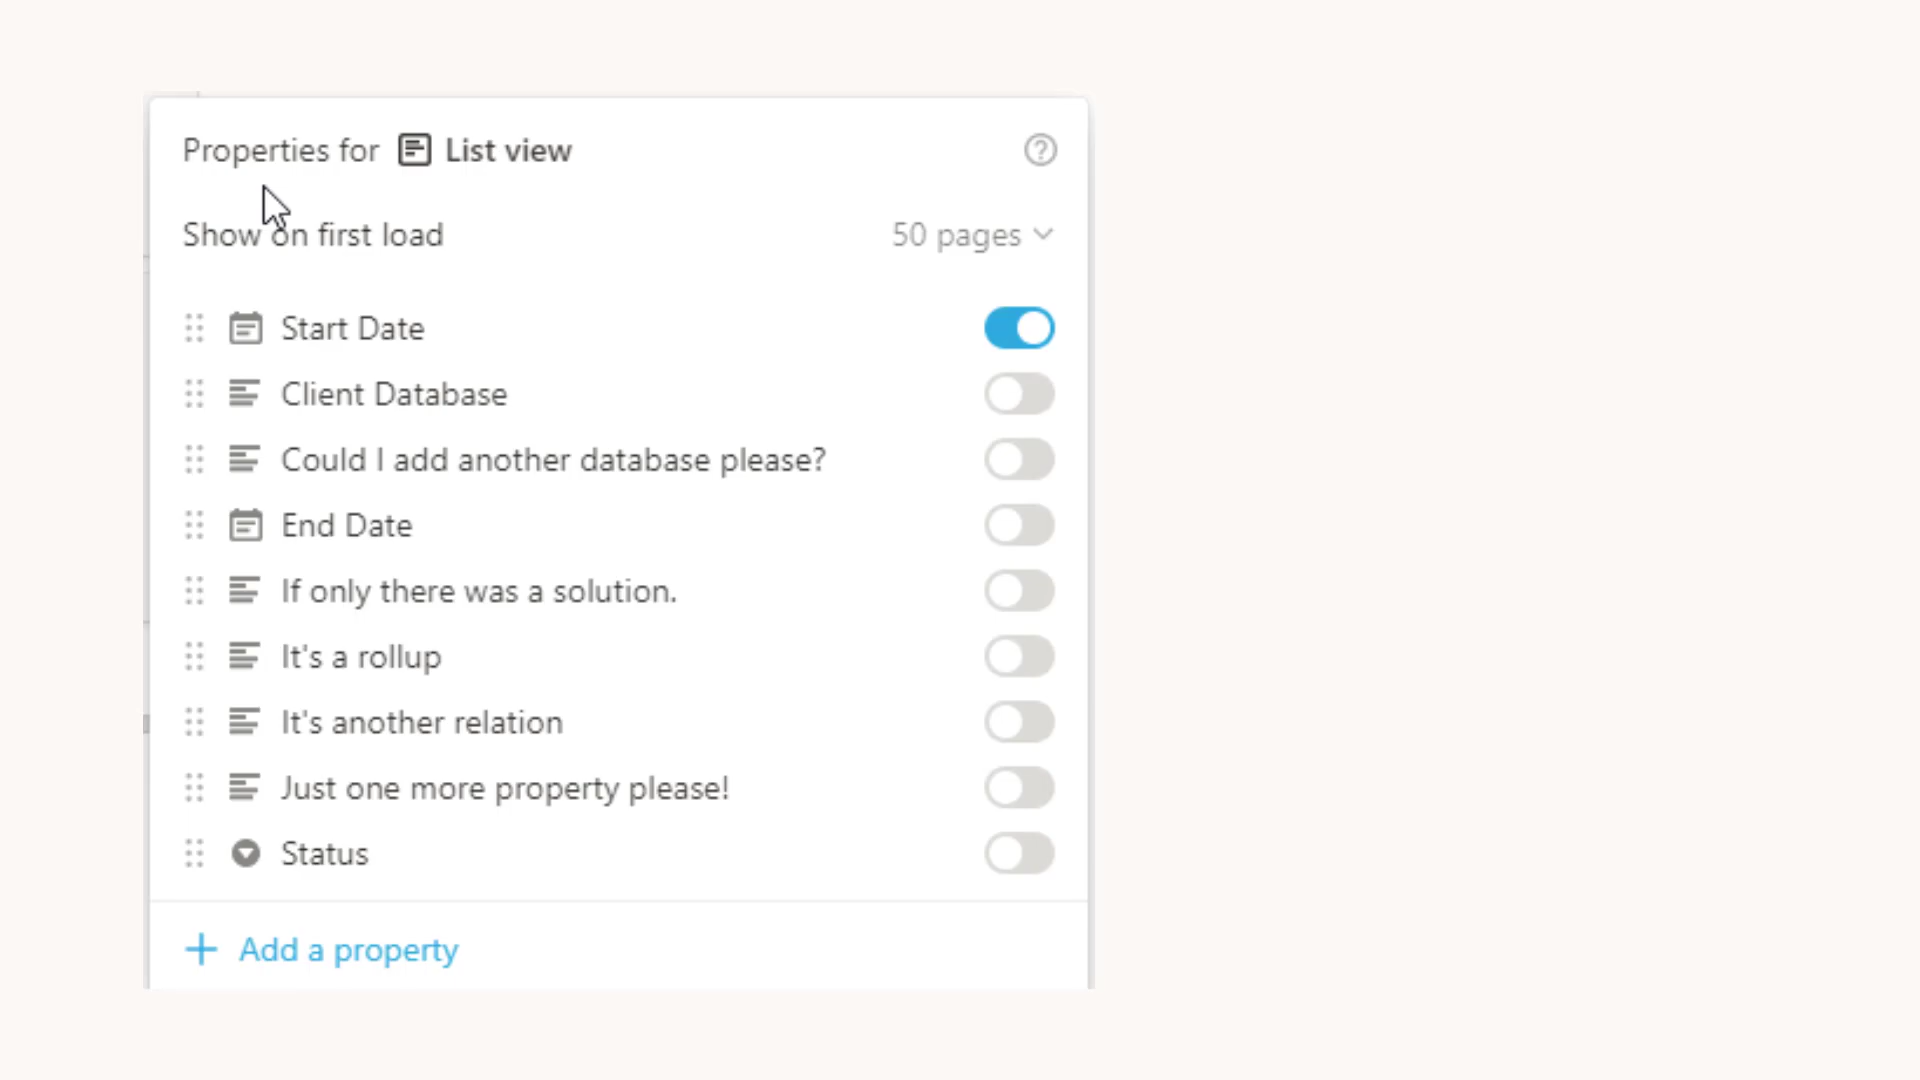 Properties for List view
Show on first load 50 pages
Start Date
Client Database
Could I add another database please?
End Date
If only there was a solution.
It's a rollup
It's another relation
Just one more property please!
Status
+ Add a property